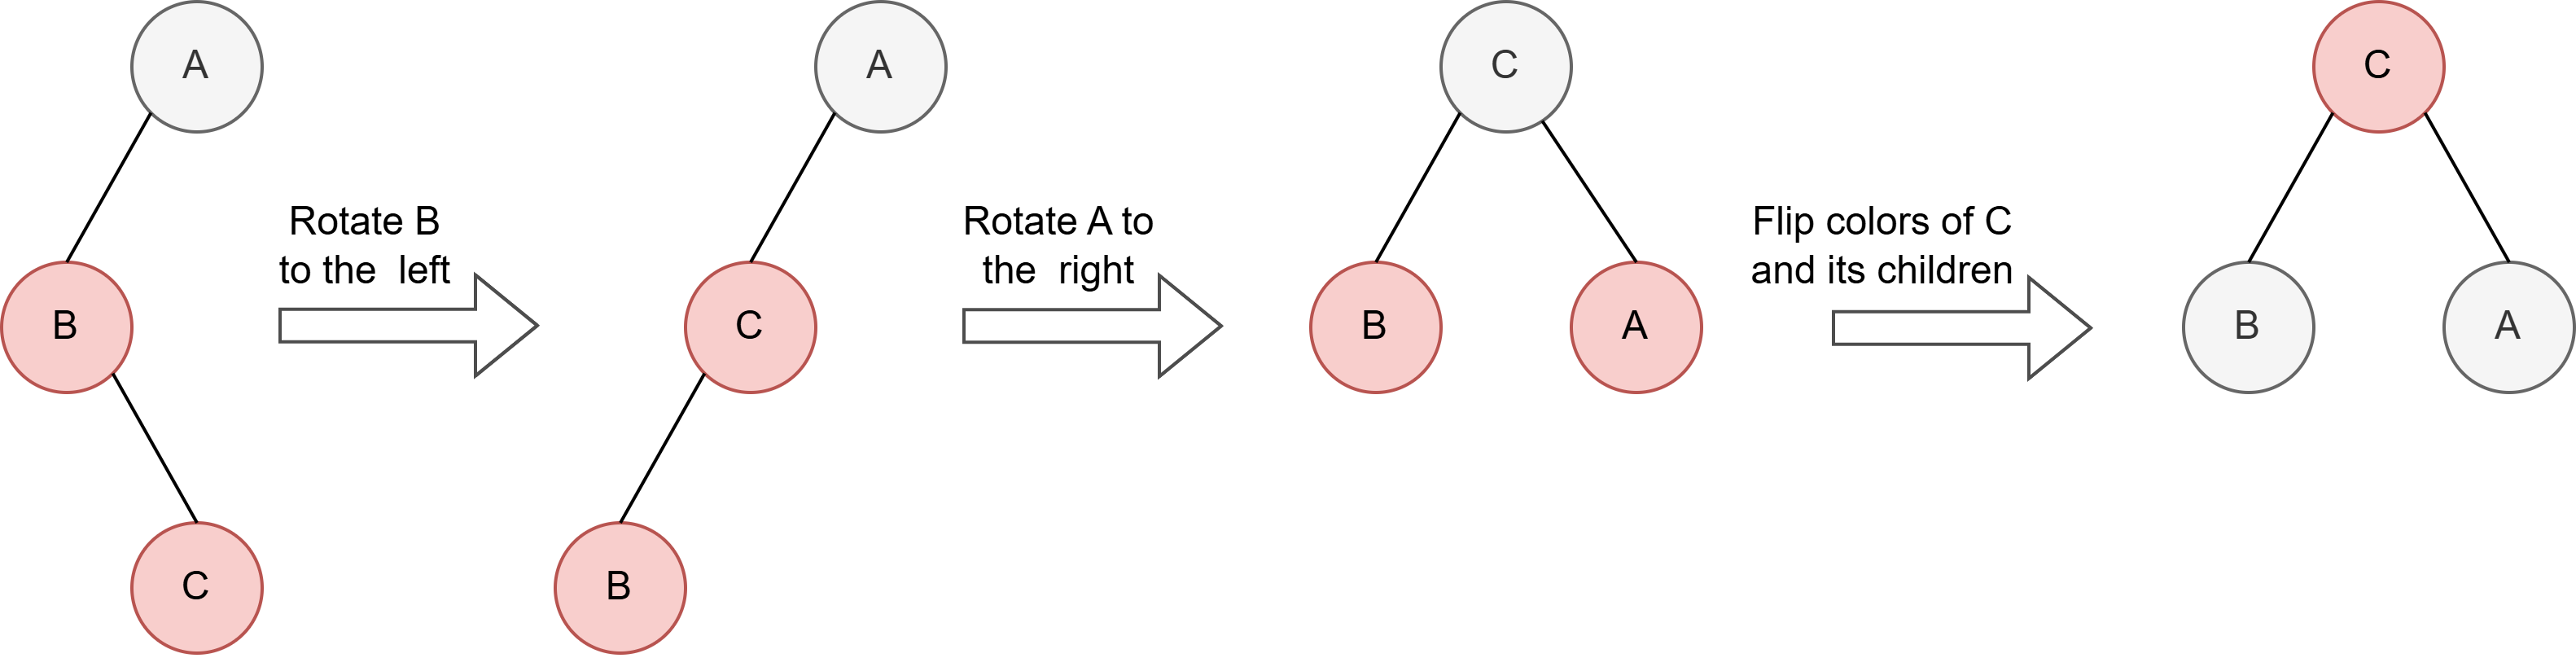 A
B
C
Rotate B
to the left
A
C
B
Rotate A to
the right
C
B
A
Flip colors of C
and its children
C
B
A